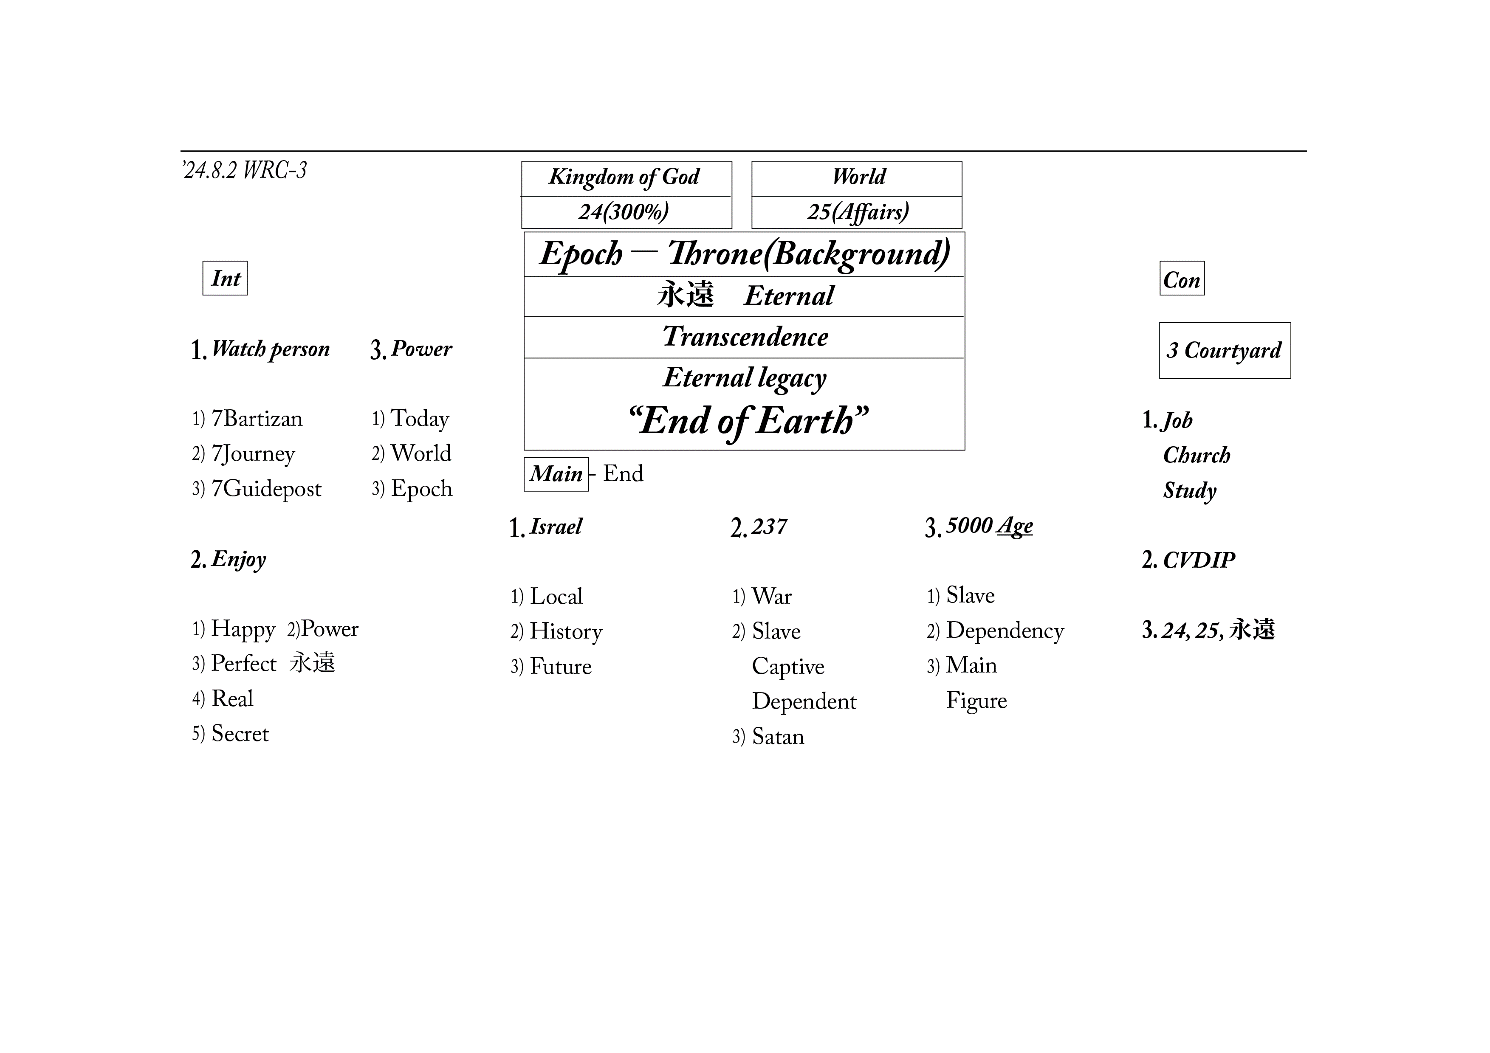 '24.8.2 WRC-3
Kingdom of God
24(300%)
World
25(Affairs)
Epoch — Throne(Background)
永遠 Eternal
Transcendence
Eternal legacy
“End of Earth”
Int
1. Watch person
1) 7Bartizan
2) 7Journey
3) 7Guidepost
2. Enjoy
1) Happy 2)Power
3) Perfect 永遠
4) Real
5) Secret
3. Power
1) Today
2) World
3) Epoch
Main - End
1. Israel
1) Local
2) History
3) Future
2. 237
1) War
2) Slave
Captive
Dependent
3) Satan
3. 5000 Age
1) Slave
2) Dependency
3) Main
Figure
Con
3 Courtyard
1. Job
Church
Study
2. CVDIP
3. 24, 25, 永遠